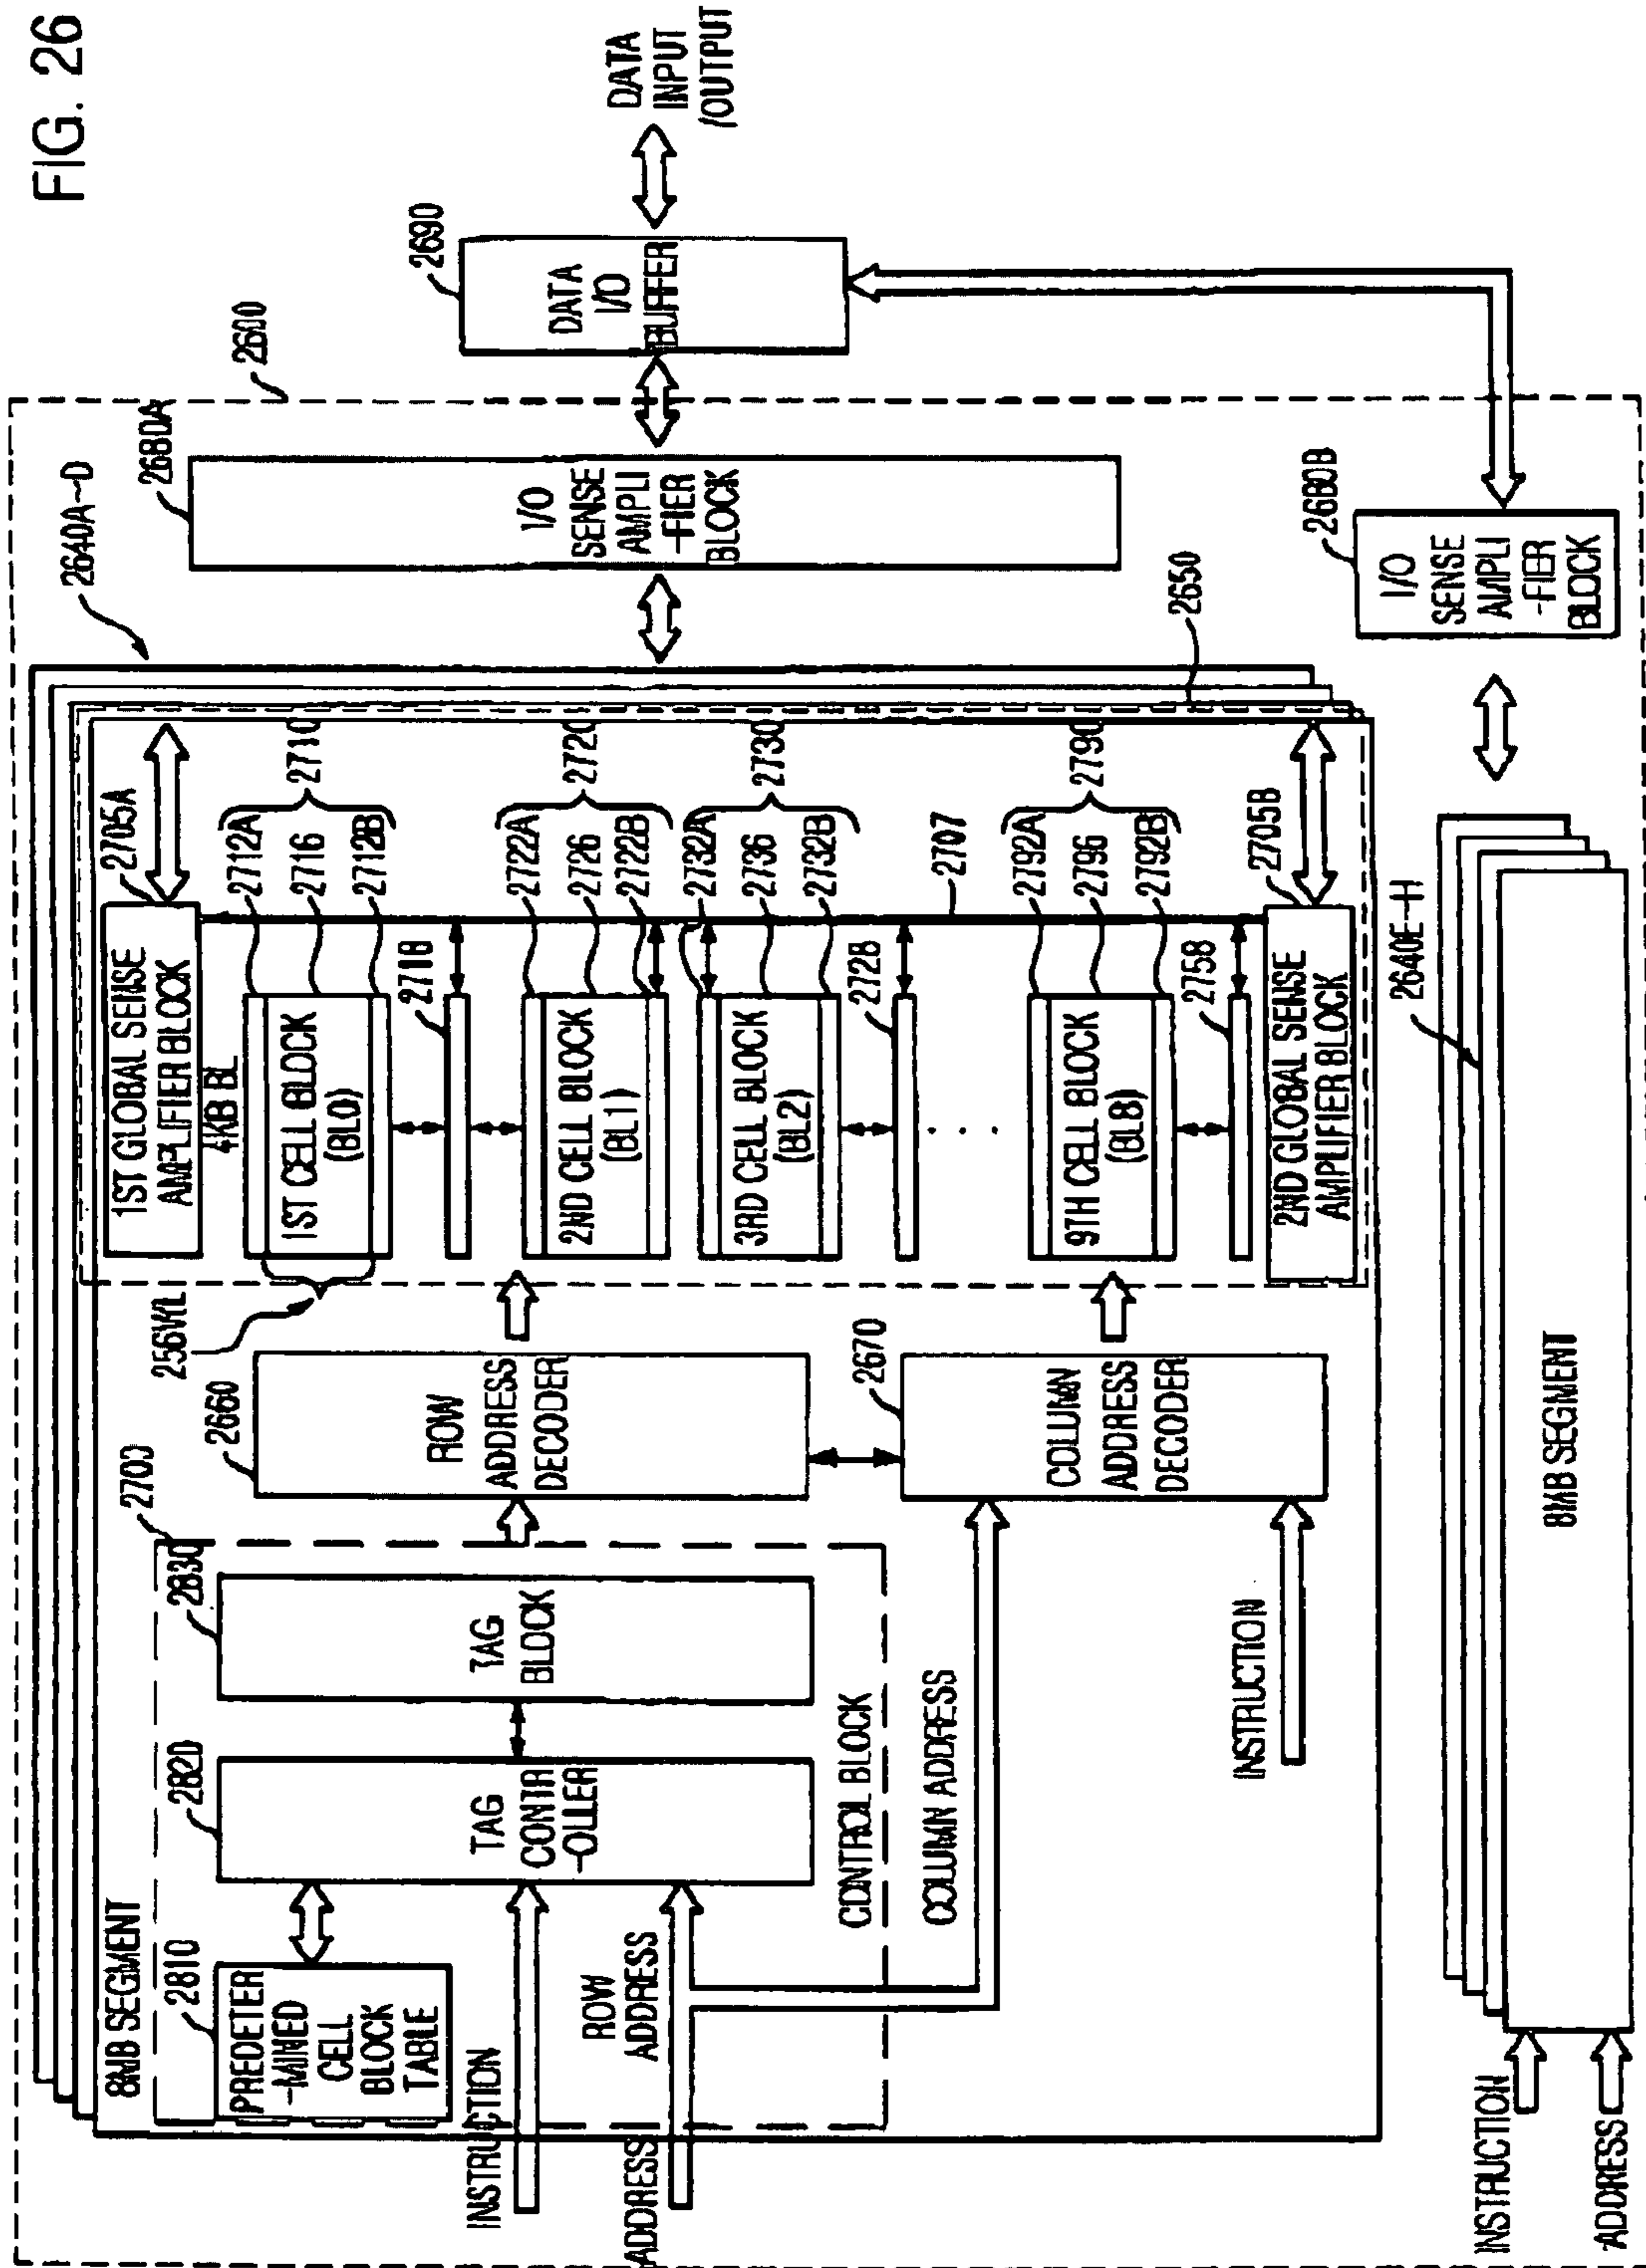 FIG. 26
8MB SEGMENT
2810
PREDETER
-MINED
CELL
BLOCK
TABLE
INSTRUCTION
ADDRESS
ROW
ADDRESS
2820
TAG
CONTR
-OLLER
2830
TAG
BLOCK
2700
CONTROL BLOCK
COLUMN ADDRESS
INSTRUCTION
2660
ROW
ADDRESS
DECODER
2670
COLUMN
ADDRESS
DECODER
256WL
1ST GLOBAL SENSE
AMPLIFIER BLOCK
2705A
4KB BL
1ST CELL BLOCK
(BL0)
2712A
2716
2712B
2710
2718
2ND CELL BLOCK
(BL1)
2722A
2726
2722B
2720
3RD CELL BLOCK
(BL2)
2732A
2736
2732B
2730
2707
2728
. . .
9TH CELL BLOCK
(BL8)
2792A
2796
2792B
2790
2758
2ND GLOBAL SENSE
AMPLIFIER BLOCK
2705B
2650
2640A~D
2680A
I/O
SENSE
AMPLI
-FIER
BLOCK
2600
2690
DATA
I/O
BUFFER
DATA
INPUT
/OUTPUT
INSTRUCTION
ADDRESS
8MB SEGMENT
2640E~H
2680B
I/O
SENSE
AMPLI
-FIER
BLOCK